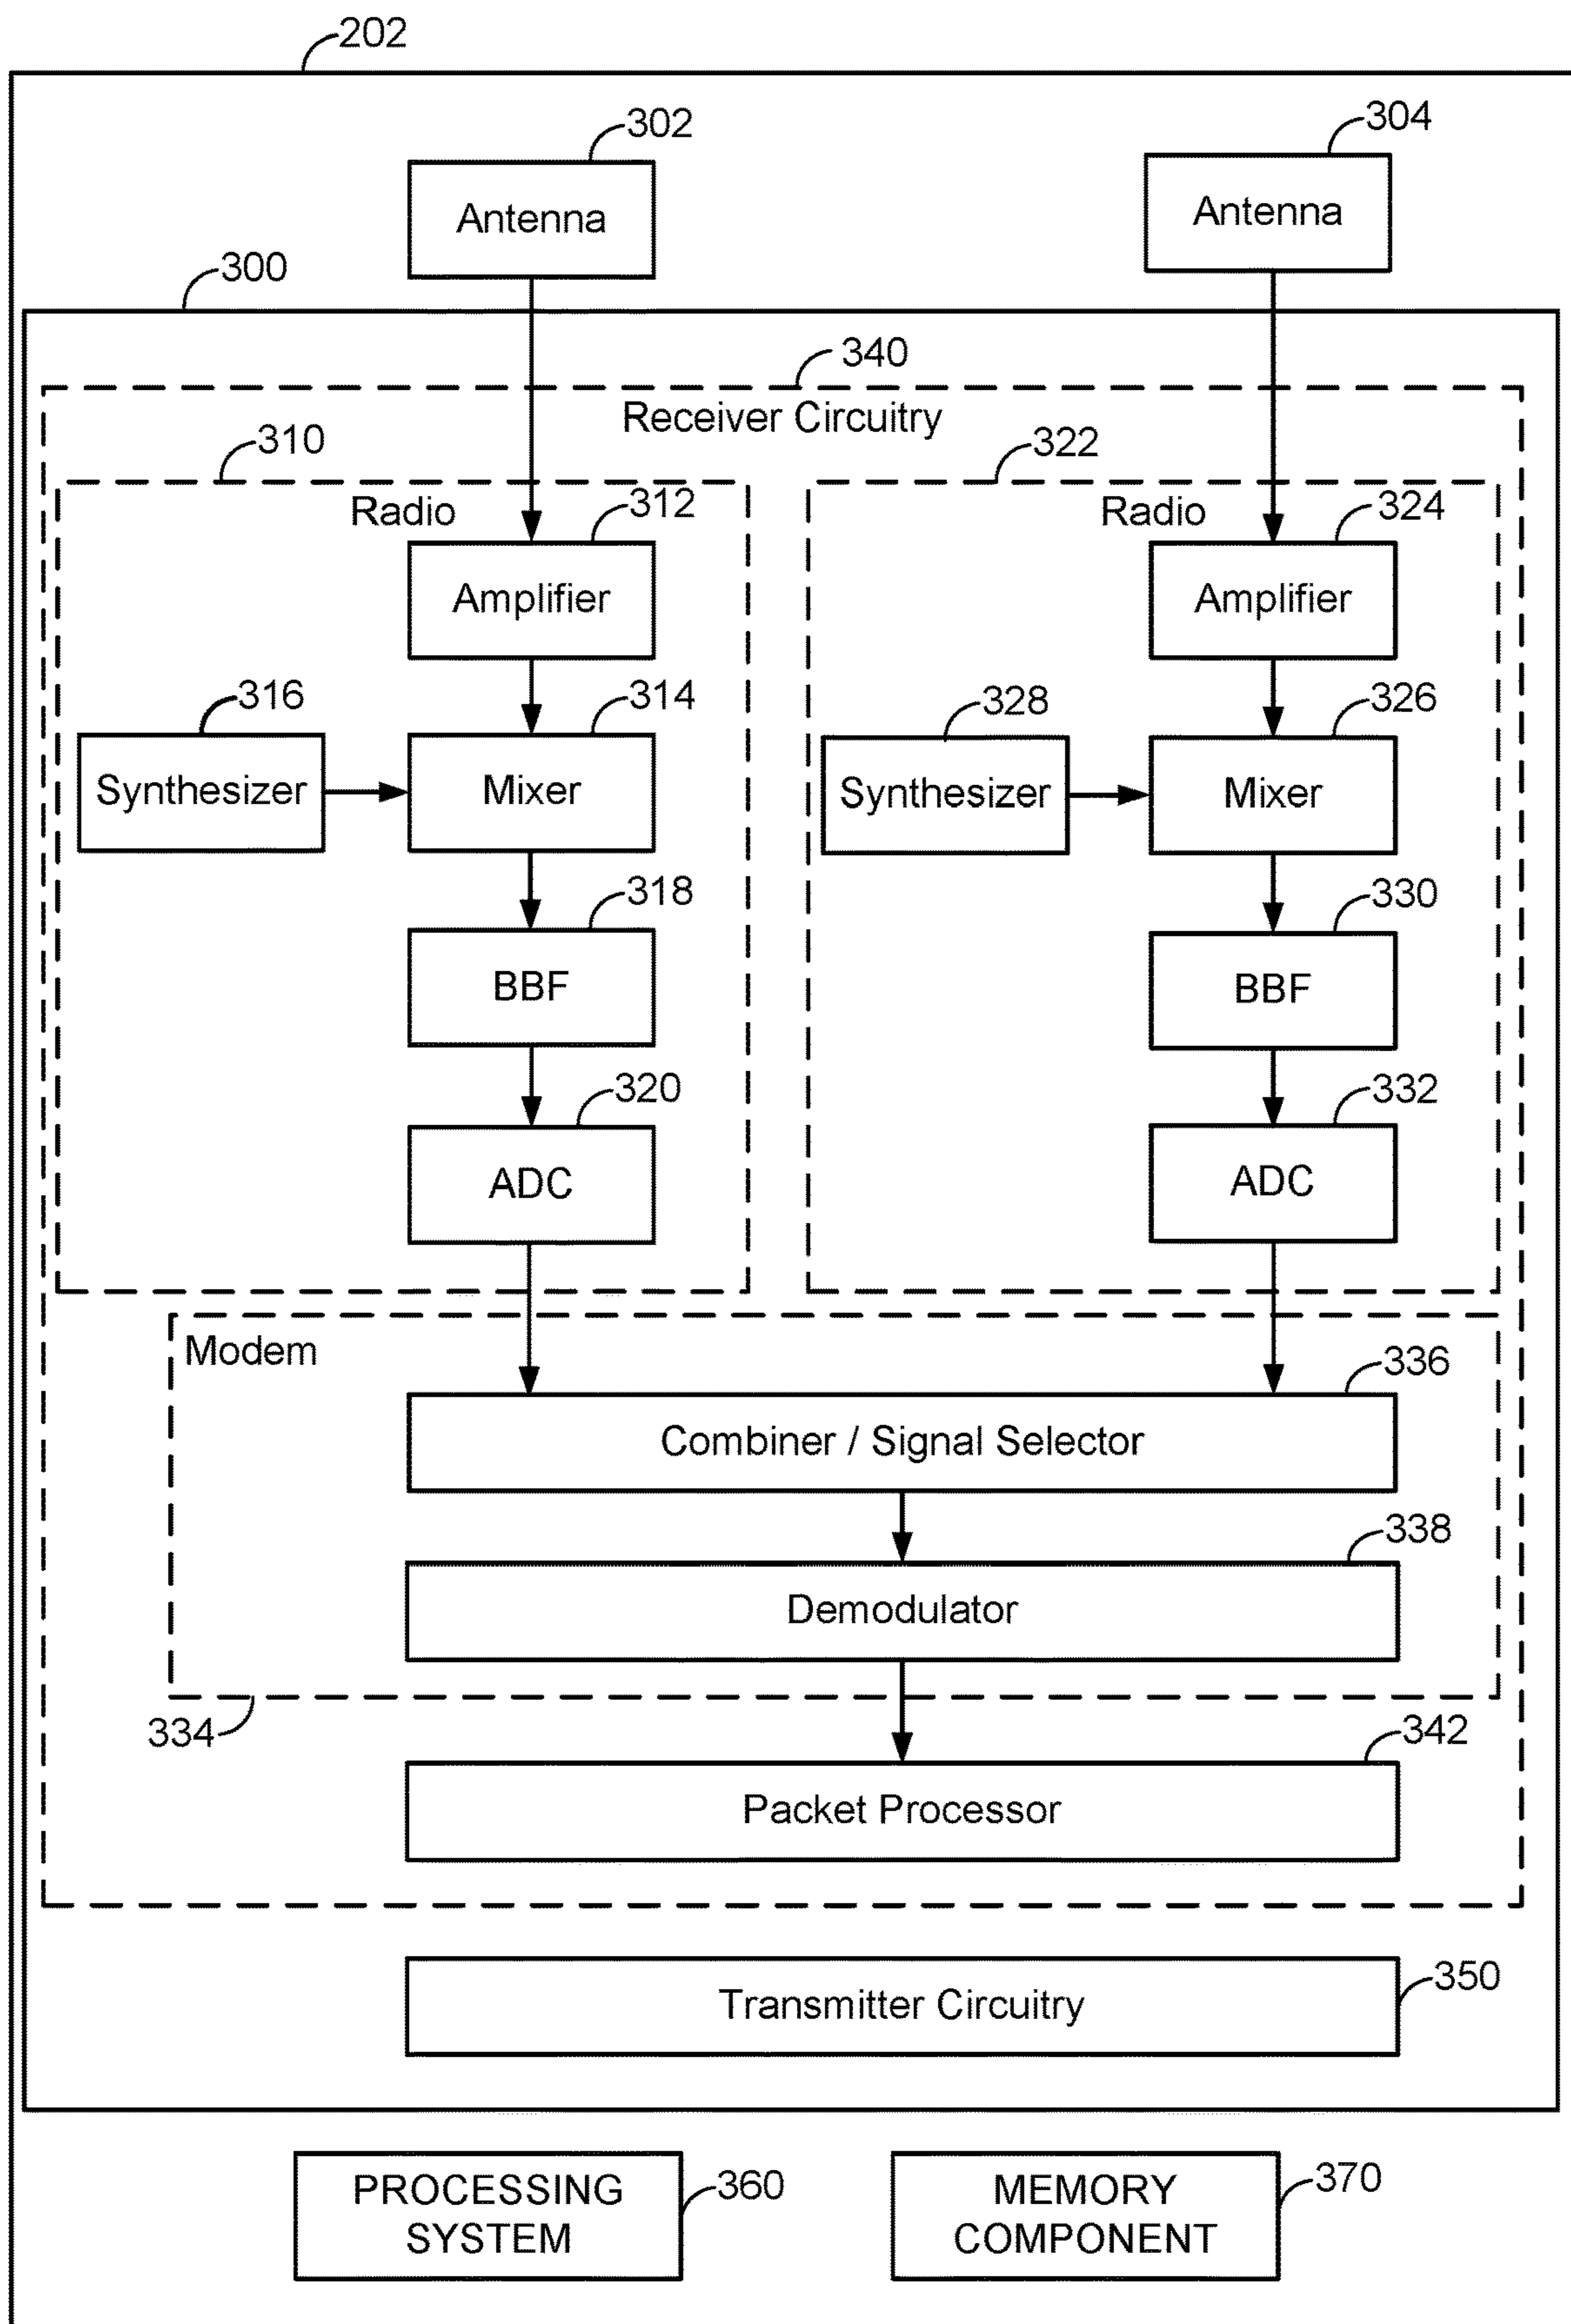 202
302
304
Antenna
Antenna
300
340
Receiver Circuitry
310
322
Radio
312
Radio
324
Amplifier
Amplifier
316
314
328
326
Synthesizer
Mixer
Synthesizer
Mixer
318
330
BBF
BBF
320
332
ADC
ADC
Modem
336
Combiner / Signal Selector
338
Demodulator
334
342
Packet Processor
350
Transmitter Circuitry
PROCESSING
SYSTEM
360
MEMORY
COMPONENT
370